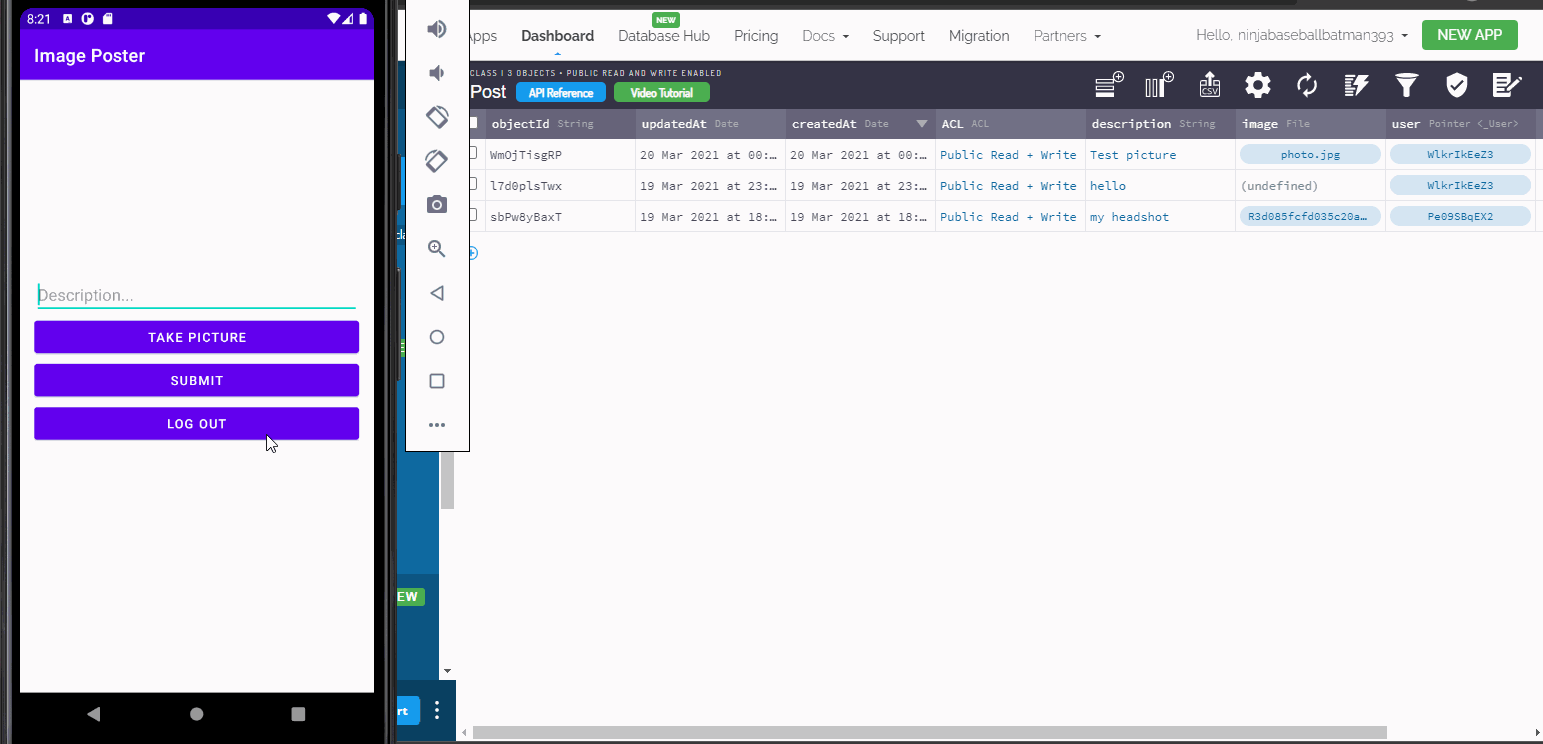 8:21
Image Poster
Description...
TAKE PICTURE
SUBMIT
LOG OUT
NEW
Dashboard Database Hub Pricing Docs Support Migration Partners Hello, ninjabaseballbatman393 NEW APP
CLASS | 3 OBJECTS • PUBLIC READ AND WRITE ENABLED
Post API Reference Video Tutorial
CSV
objectId String updatedAt Date createdAt Date ACL ACL description String image File user Pointer <_User>
WmOjTisgRP 20 Mar 2021 at 00:… 20 Mar 2021 at 00:… Public Read + Write Test picture photo.jpg WlkrIkEeZ3
l7d0plsTwx 19 Mar 2021 at 23:… 19 Mar 2021 at 23:… Public Read + Write hello (undefined) WlkrIkEeZ3
sbPw8yBaxT 19 Mar 2021 at 18:… 19 Mar 2021 at 18:… Public Read + Write my headshot R3d085fcfd035c20a… Pe09SBqEX2